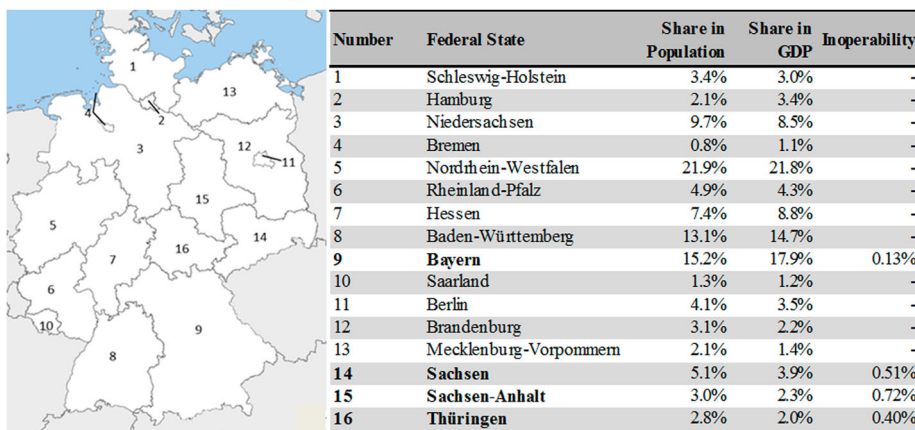 1
13
4
2
3
12
11
15
5
14
16
7
6
10
9
8
Number Federal State Share in Population Share in GDP Inoperability
1 Schleswig-Holstein 3.4% 3.0% -
2 Hamburg 2.1% 3.4% -
3 Niedersachsen 9.7% 8.5% -
4 Bremen 0.8% 1.1% -
5 Nordrhein-Westfalen 21.9% 21.8% -
6 Rheinland-Pfalz 4.9% 4.3% -
7 Hessen 7.4% 8.8% -
8 Baden-Württemberg 13.1% 14.7% -
9 Bayern 15.2% 17.9% 0.13%
10 Saarland 1.3% 1.2% -
11 Berlin 4.1% 3.5% -
12 Brandenburg 3.1% 2.2% -
13 Mecklenburg-Vorpommern 2.1% 1.4% -
14 Sachsen 5.1% 3.9% 0.51%
15 Sachsen-Anhalt 3.0% 2.3% 0.72%
16 Thüringen 2.8% 2.0% 0.40%